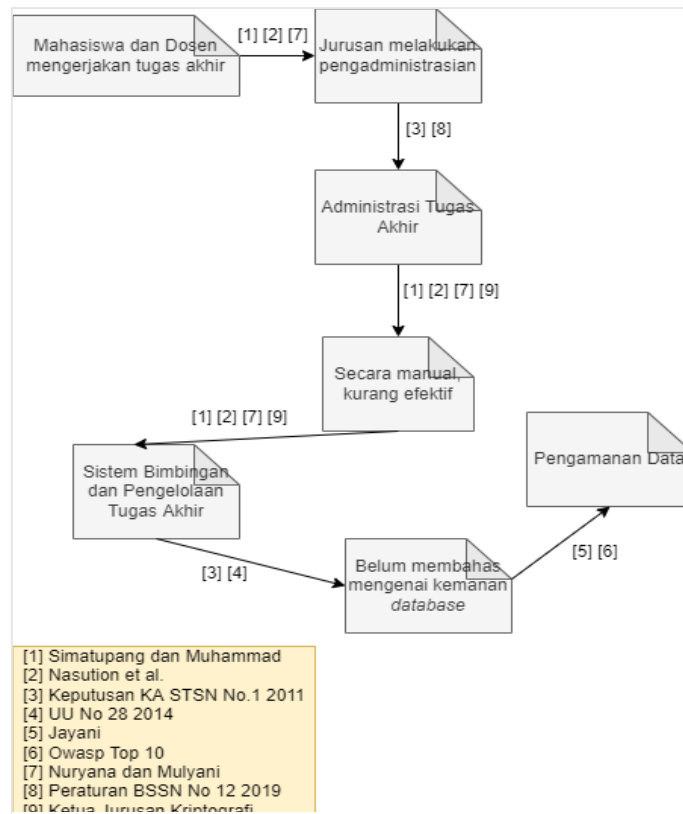 Mahasiswa dan Dosen
mengerjakan tugas akhir
[1] [2] [7]
Jurusan melakukan
pengadministrasian
[3] [8]
Administrasi Tugas
Akhir
[1] [2] [7] [9]
Secara manual,
kurang efektif
[1] [2] [7] [9]
Sistem Bimbingan
dan Pengelolaan
Tugas Akhir
[3] [4]
Belum membahas
mengenai kemanan
database
[5] [6]
Pengamanan Data
[1] Simatupang dan Muhammad
[2] Nasution et al.
[3] Keputusan KA STSN No.1 2011
[4] UU No 28 2014
[5] Jayani
[6] Owasp Top 10
[7] Nuryana dan Mulyani
[8] Peraturan BSSN No 12 2019
[9] Ketua Jurusan Kriptografi